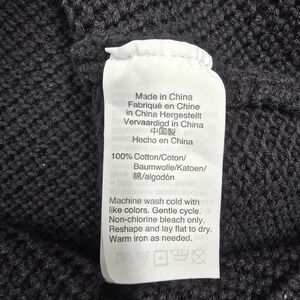 Made in China
Fabriqué en Chine
in China Hergestellt
Vervaardigd in China
中国製
Hecho en China
100% Cotton/Coton/
Baumwolle/Katoen/
綿/algodón
Machine wash cold with
like colors. Gentle cycle.
Non-chlorine bleach only.
Reshape and lay flat to dry.
Warm iron as needed.